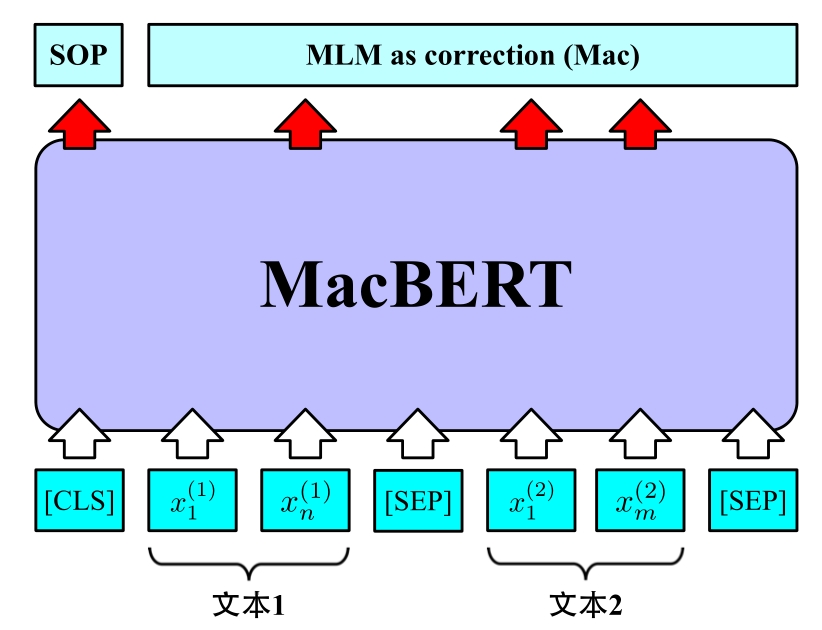 SOP MLM as correction (Mac)
MacBERT
[CLS] x_1^{(1)} x_n^{(1)} [SEP] x_1^{(2)} x_m^{(2)} [SEP]
文本1 文本2